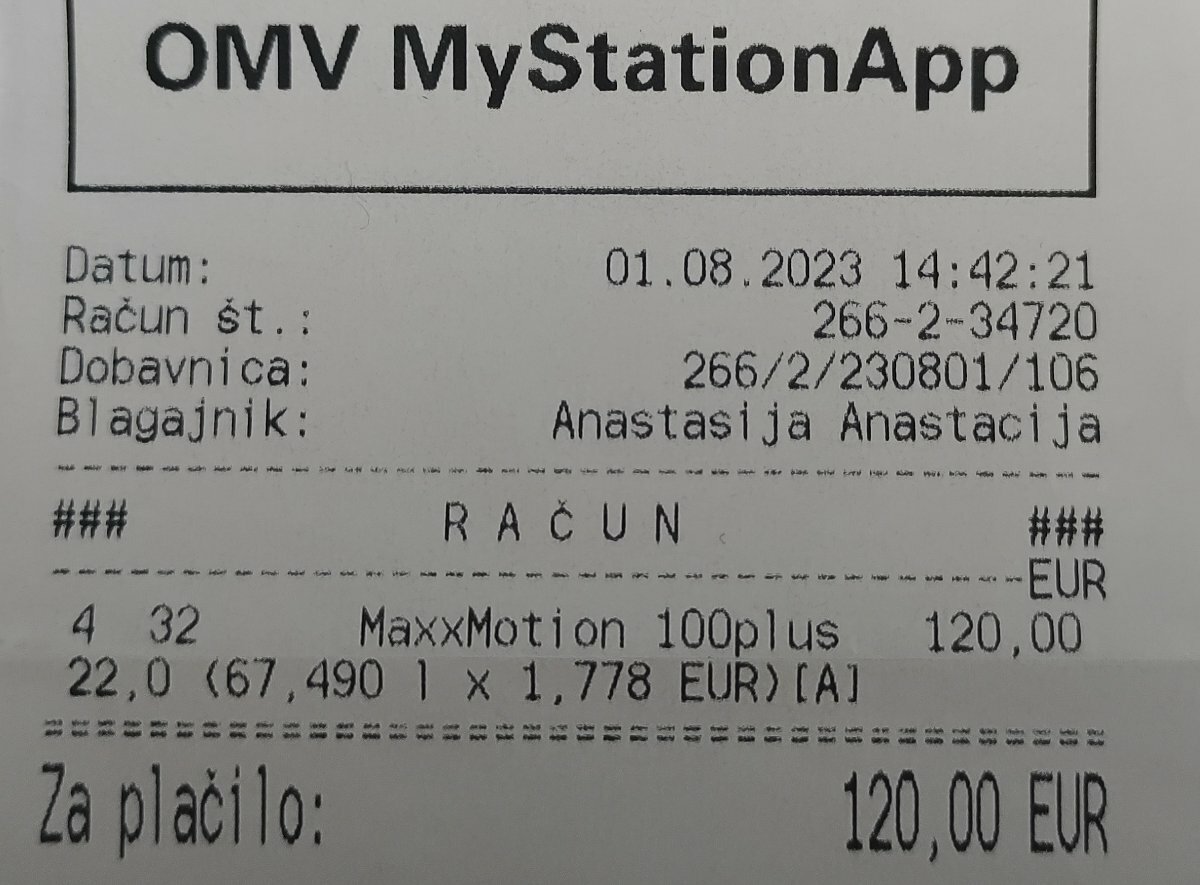 OMV MyStationApp
Datum: 01.08.2023 14:42:21
Račun št.: 266-2-34720
Dobavnica: 266/2/230801/106
Blagajnik: Anastasija Anastacija
### R A Č U N ###
EUR
4 32 MaxxMotion 100plus 120,00
22,0 (67,490 l x 1,778 EUR)[A]
Za plačilo: 120,00 EUR